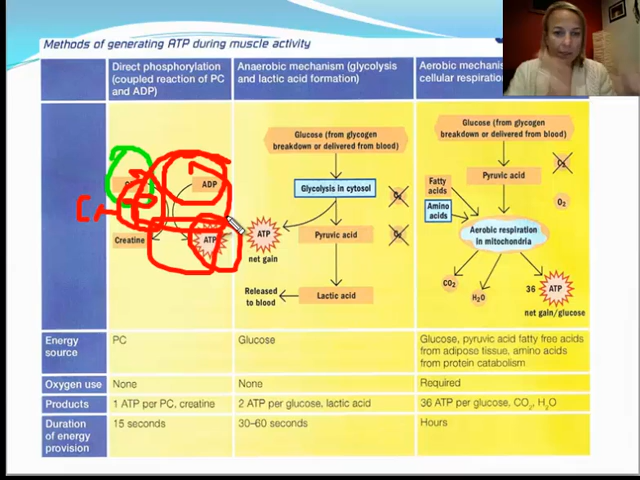 Methods of generating ATP during muscle activity
Direct phosphorylation
(coupled reaction of PC
and ADP)
Anaerobic mechanism (glycolysis
and lactic acid formation)
Aerobic
cellular
ADP
Creatine
ATP
Glucose (from glycogen
breakdown or delivered from blood)
Glycolysis in cytosol
O₂
ATP
net gain
Pyruvic acid
O₂
Released
to blood
Lactic acid
Glucose (from glycogen
breakdown or delivered from blood)
O₂
Pyruvic acid
Fatty
acids
O₂
Amino
acids
Aerobic respiration
in mitochondria
CO₂
H₂O
36 ATP
net gain/glucose
Energy
source
PC
Glucose
Glucose, pyruvic acid fatty free acids
from adipose tissue, amino acids
from protein catabolism
Oxygen use
None
None
Required
Products
1 ATP per PC, creatine
2 ATP per glucose, lactic acid
36 ATP per glucose, CO₂, H₂O
Duration
of energy
provision
15 seconds
30–60 seconds
Hours